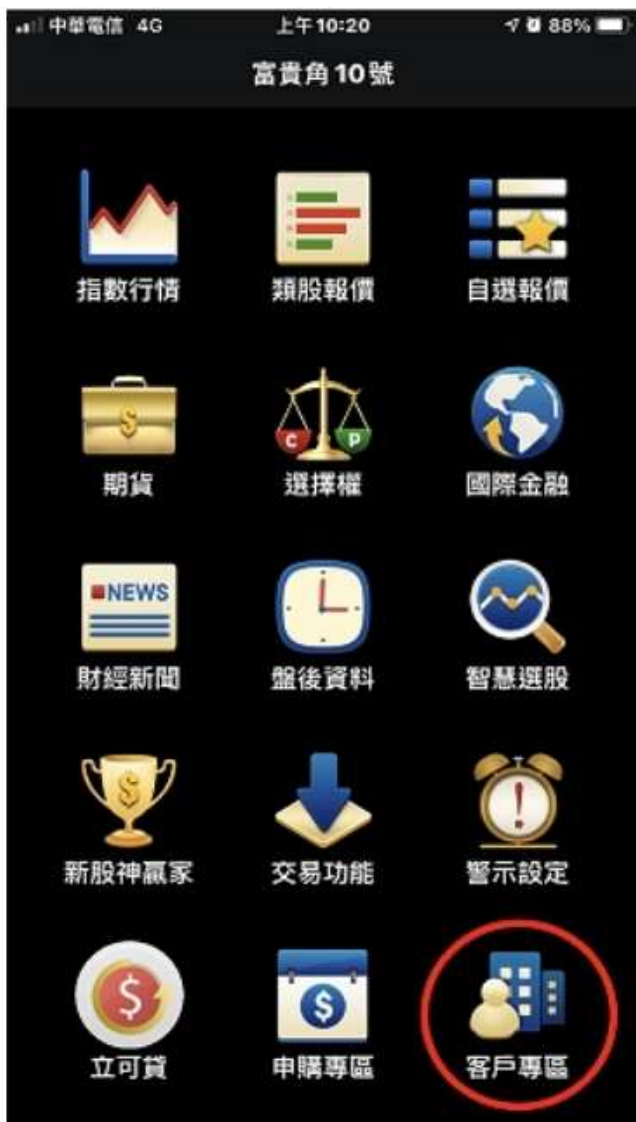 中華電信 4G 上午10:20 88%
富貴角10號
指數行情 類股報價 自選報價
C P
期貨 選擇權 國際金融
NEWS
財經新聞 盤後資料 智慧選股
$
新股神贏家 交易功能 警示設定
$ $
立可貸 申購專區 客戶專區